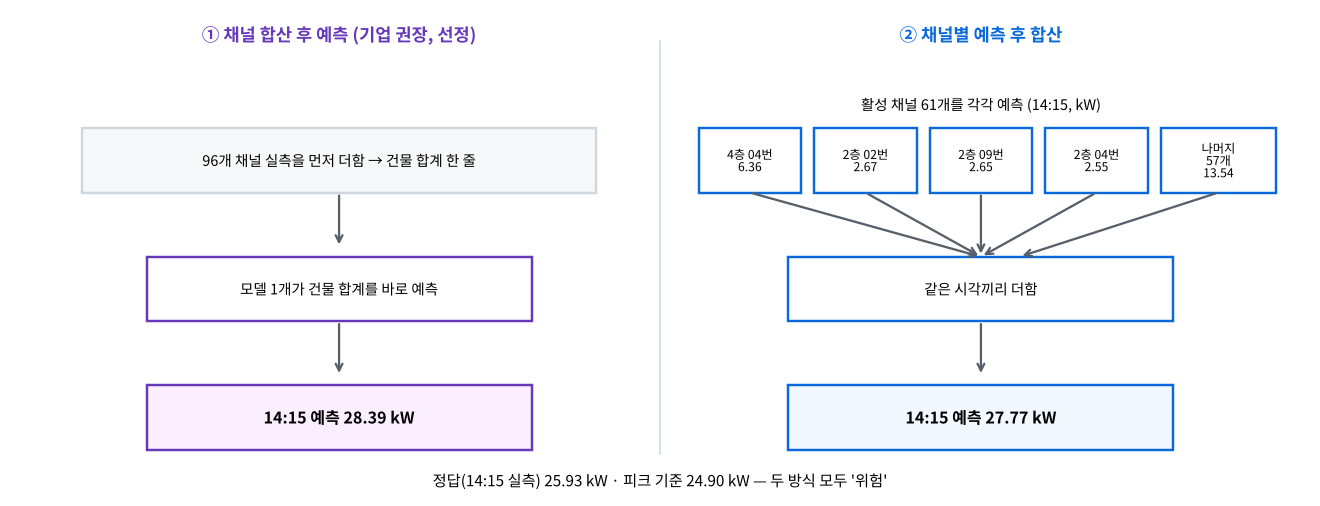 ① 채널 합산 후 예측 (기업 권장, 선정)
96개 채널 실측을 먼저 더함 → 건물 합계 한 줄
모델 1개가 건물 합계를 바로 예측
14:15 예측 28.39 kW
② 채널별 예측 후 합산
활성 채널 61개를 각각 예측 (14:15, kW)
4층 04번
6.36
2층 02번
2.67
2층 09번
2.65
2층 04번
2.55
나머지
57개
13.54
같은 시각끼리 더함
14:15 예측 27.77 kW
정답(14:15 실측) 25.93 kW · 피크 기준 24.90 kW — 두 방식 모두 '위험'